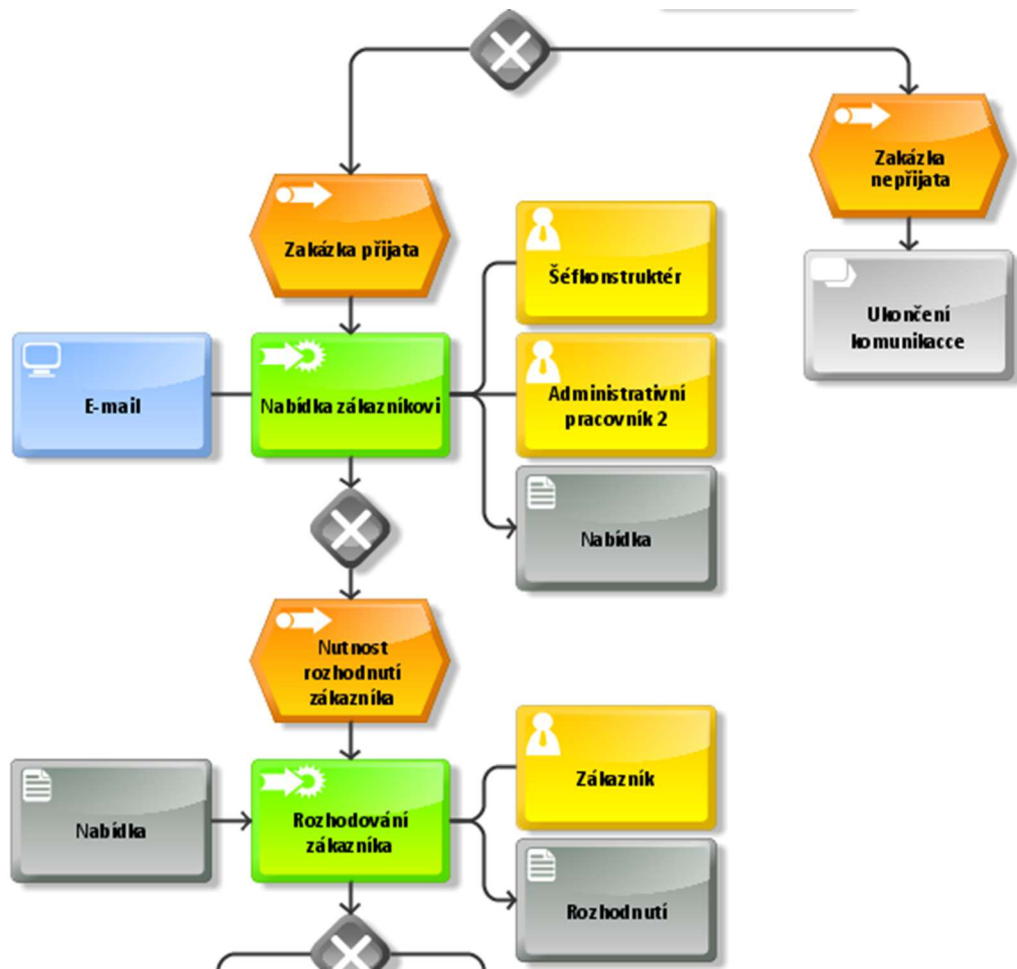 Zakázka
nepřijata
Zakázka přijata
Šéfkonstruktér
Ukončení
komunikacce
E-mail
Nabídka zákazníkovi
Administrativní
pracovník 2
Nabídka
Nutnost
rozhodnutí
zákazníka
Zákazník
Nabídka
Rozhodování
zákazníka
Rozhodnutí